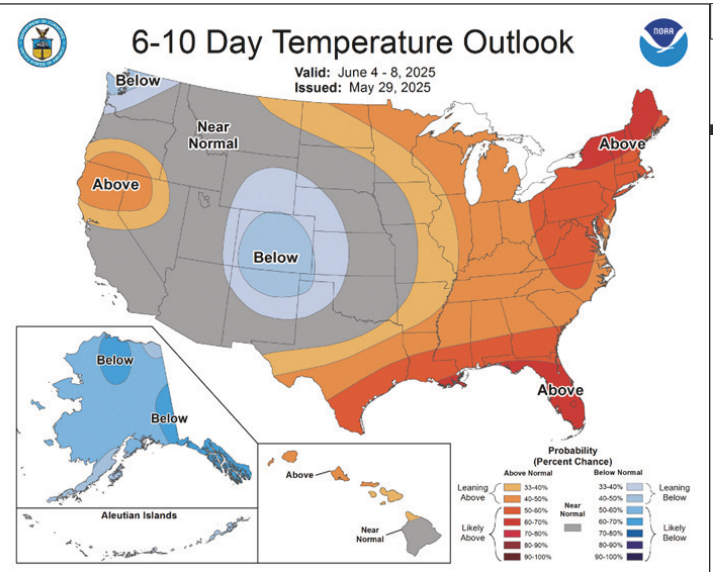 6-10 Day Temperature Outlook
NOAA
Valid: June 4 - 8, 2025
Issued: May 29, 2025
Below
Near
Normal
Above
Above
Below
Above
Below
Below
Aleutian Islands
Above
Near
Normal
Probability
(Percent Chance)
Above Normal
Below Normal
Leaning
Above
33-40%
40-50%
Likely
Above
50-60%
60-70%
70-80%
80-90%
90-100%
Near
Normal
33-40%
40-50%
Leaning
Below
50-60%
60-70%
70-80%
80-90%
90-100%
Likely
Below